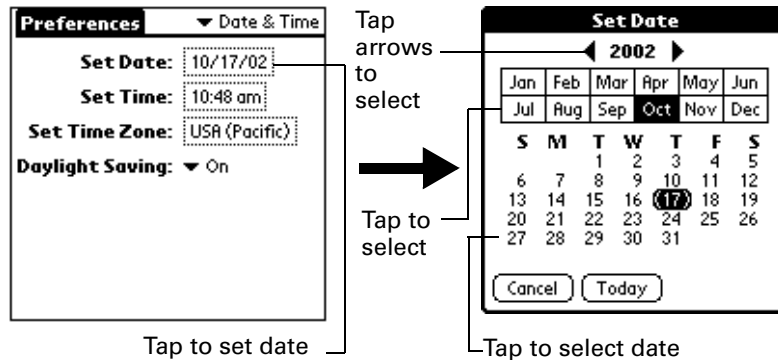 Preferences ▼ Date & Time
Set Date: 10/17/02
Set Time: 10:48 am
Set Time Zone: USA (Pacific)
Daylight Saving: ▼ On
Tap to set date
Tap
arrows
to
select
Tap to
select
Set Date
◀ 2002 ▶
Jan Feb Mar Apr May Jun
Jul Aug Sep Oct Nov Dec
S M T W T F S
1 2 3 4 5
6 7 8 9 10 11 12
13 14 15 16 17 18 19
20 21 22 23 24 25 26
27 28 29 30 31
Cancel Today
Tap to select date